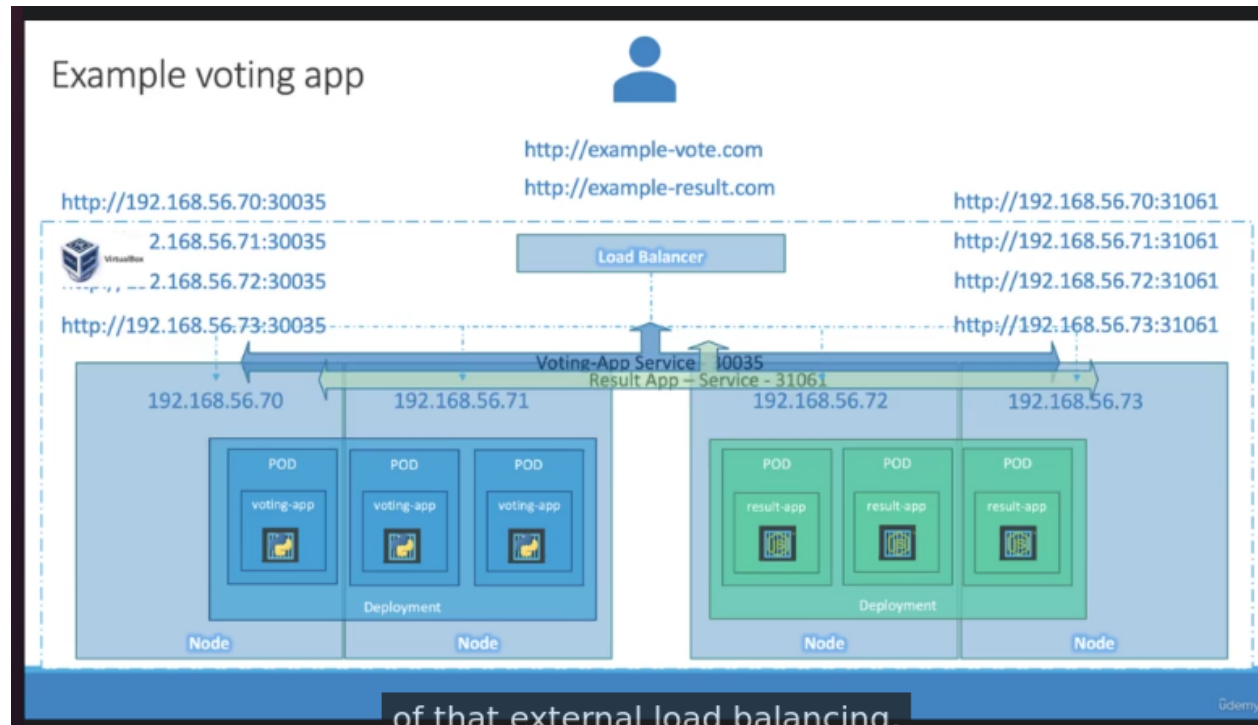 Example voting app
http://example-vote.com
http://example-result.com
http://192.168.56.70:30035
2.168.56.71:30035
2.168.56.72:30035
http://192.168.56.73:30035
VirtualBox
Load Balancer
http://192.168.56.70:31061
http://192.168.56.71:31061
http://192.168.56.72:31061
http://192.168.56.73:31061
Voting-App Service - 30035
Result App – Service - 31061
192.168.56.70
192.168.56.71
192.168.56.72
192.168.56.73
POD
POD
POD
voting-app
voting-app
voting-app
Deployment
POD
POD
POD
result-app
result-app
result-app
Deployment
Node
Node
Node
Node
of that external load balancing.
ûdemy